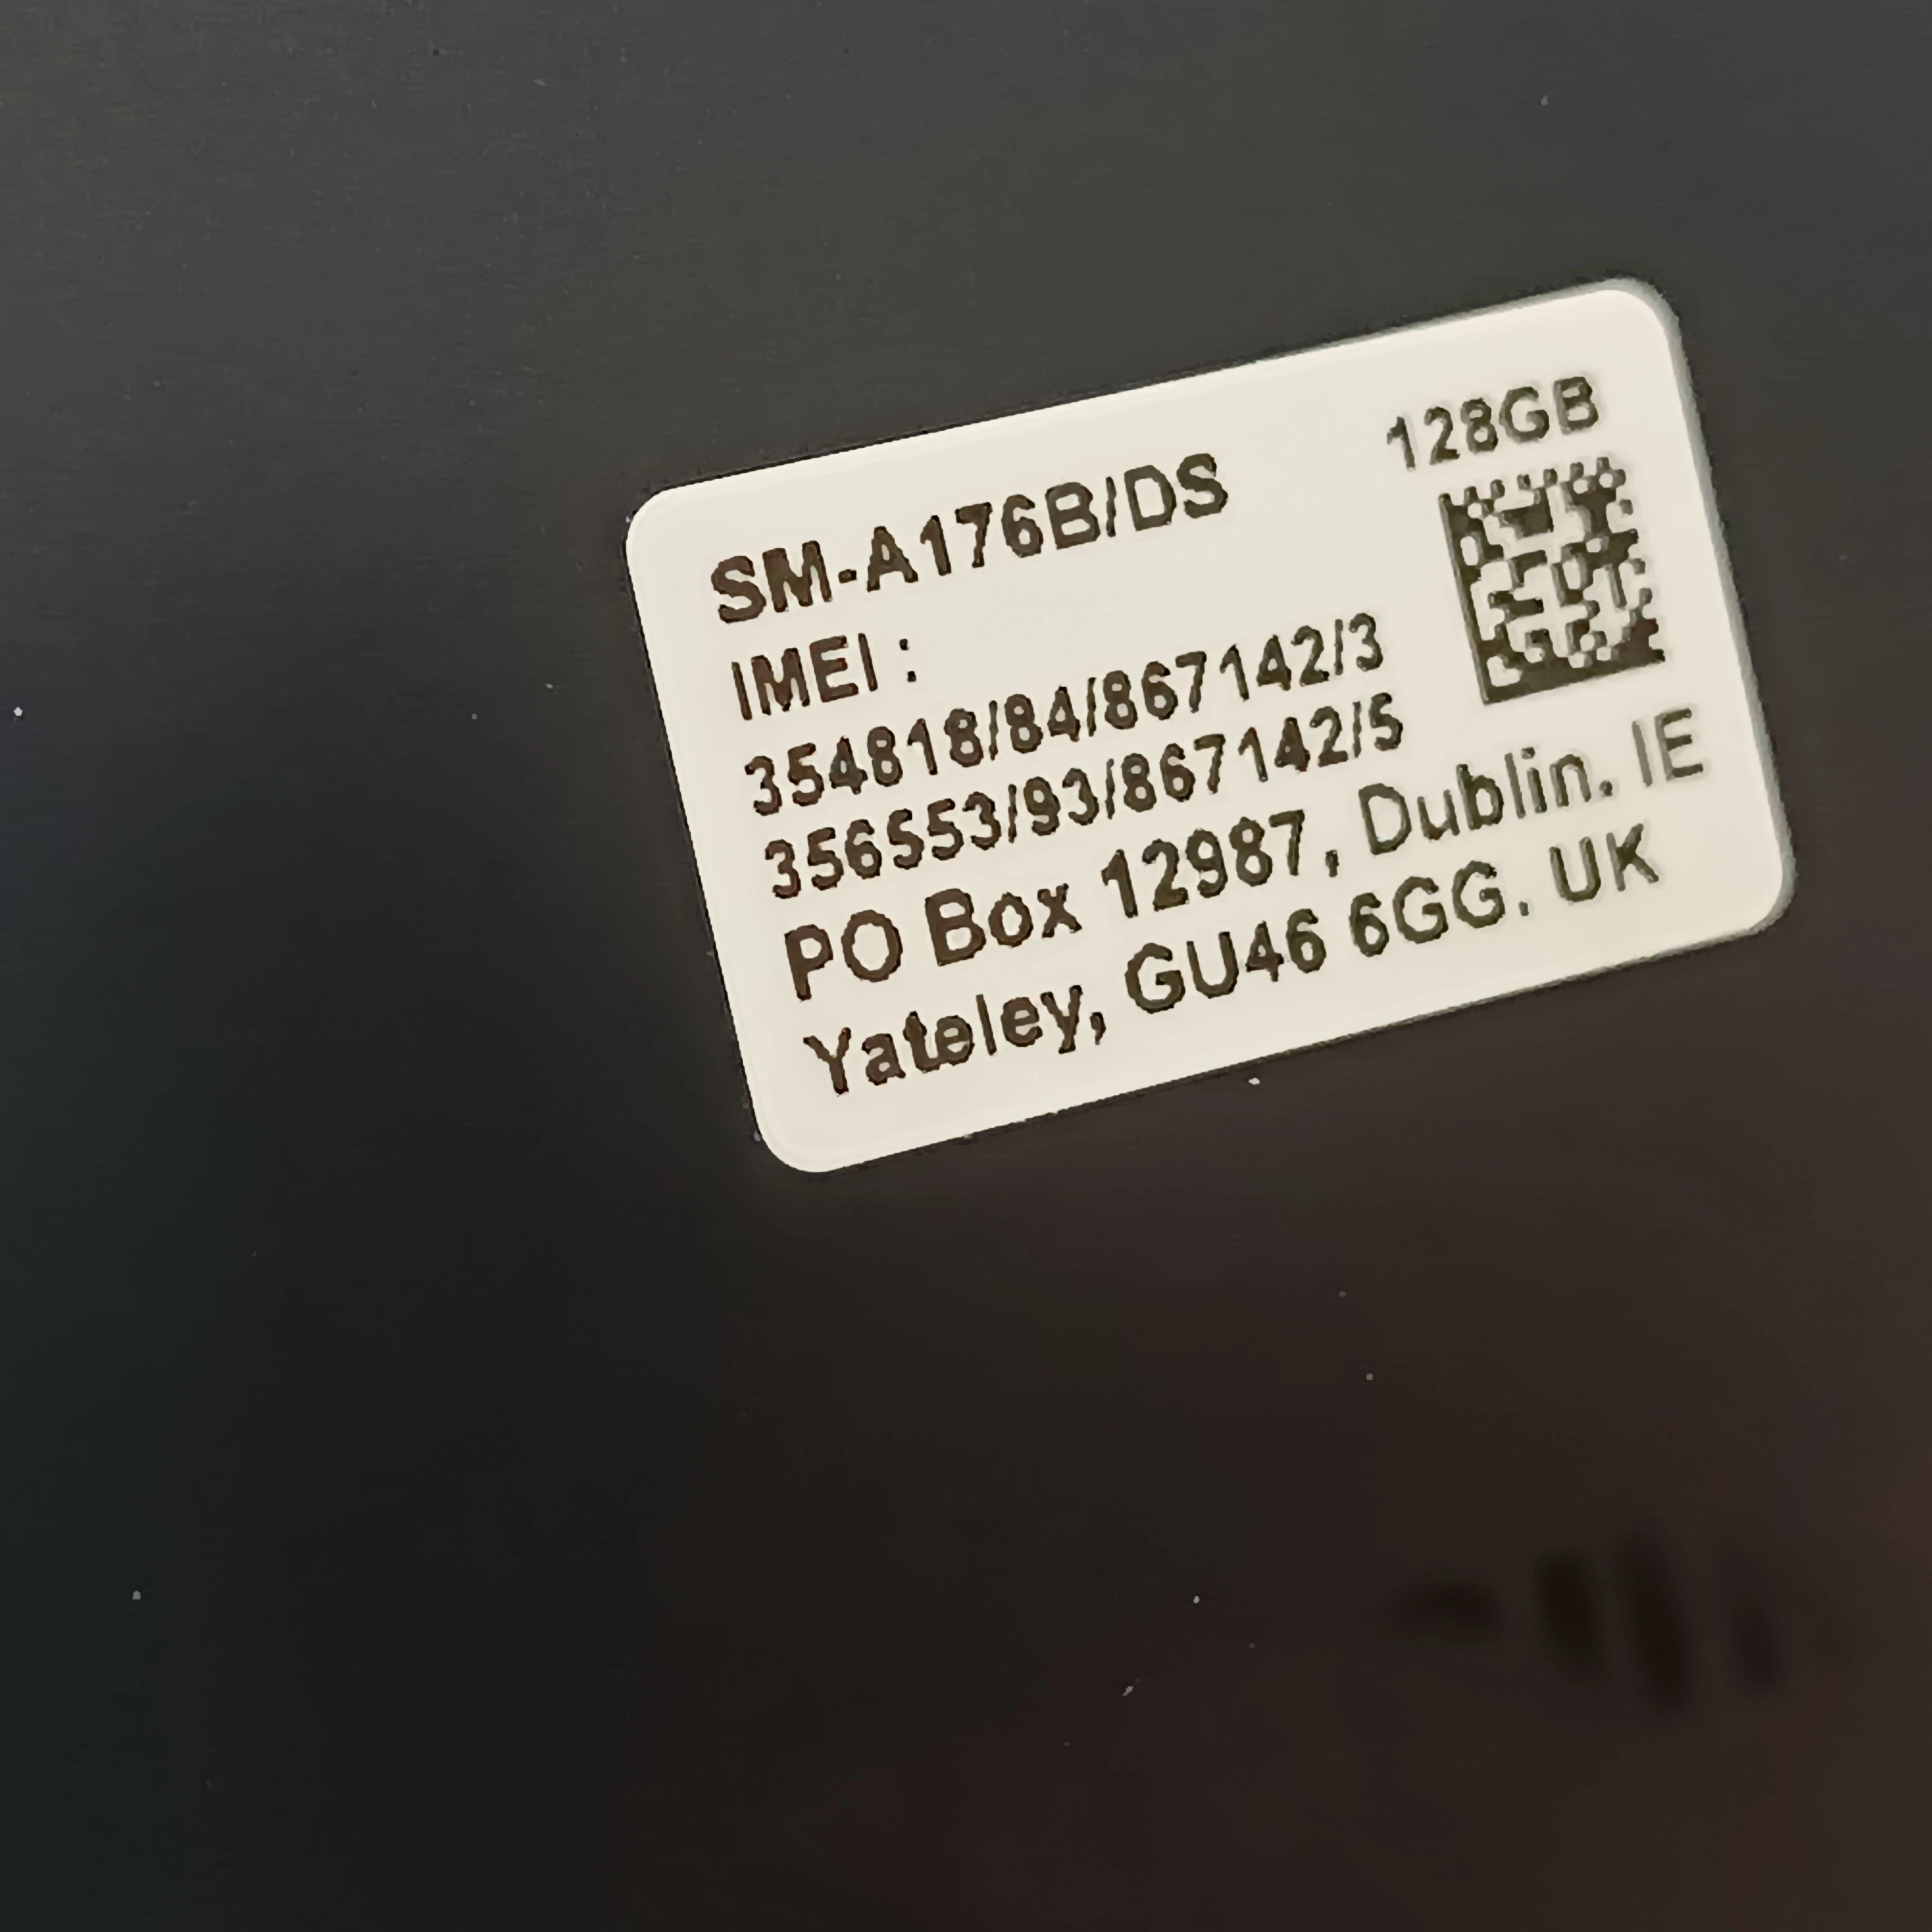 128GB
SM-A176B/DS
IMEI :
354818/84/867142/3
356553/93/867142/5
PO Box 12987, Dublin. IE
Yateley, GU46 6GG. UK